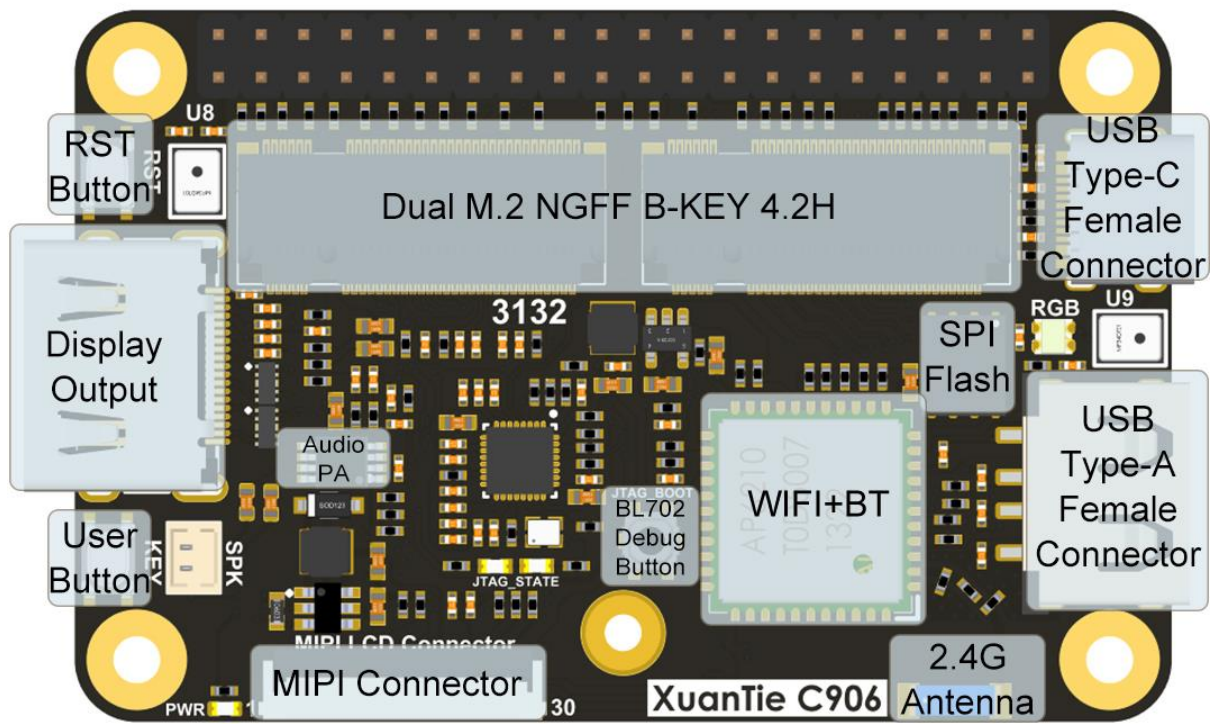 U8
RST
Button
RST
Dual M.2 NGFF B-KEY 4.2H
USB
Type-C
Female
Connector
3132
RGB
U9
Display
Output
SPI
Flash
Audio
PA
USB
Type-A
Female
Connector
JTAG_BOOT
BL702
Debug
Button
WIFI+BT
User
Button
KEY
SPK
JTAG_STATE
MIPI LCD Connector
MIPI Connector
PWR
1
30
XuanTie C906
2.4G
Antenna